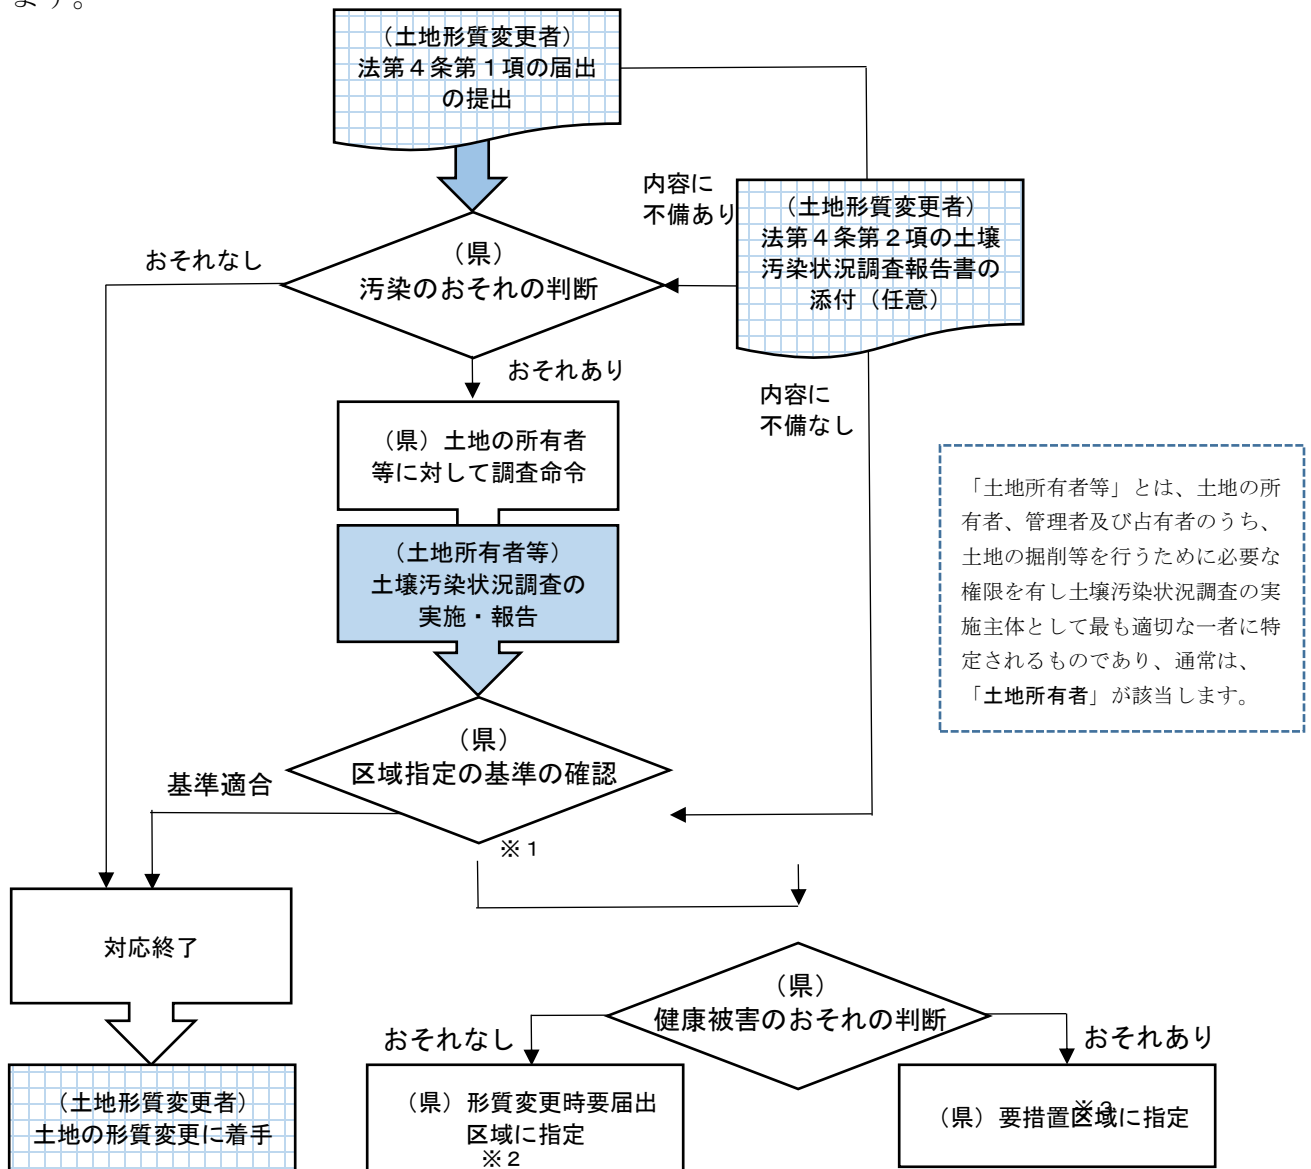 ます。
（土地形質変更者）
法第４条第１項の届出
の提出
内容に
不備あり
（土地形質変更者）
法第４条第２項の土壌
汚染状況調査報告書の
添付（任意）
おそれなし
（県）
汚染のおそれの判断
おそれあり
内容に
不備なし
（県）土地の所有者
等に対して調査命令
（土地所有者等）
土壌汚染状況調査の
実施・報告
「土地所有者等」とは、土地の所
有者、管理者及び占有者のうち、
土地の掘削等を行うために必要な
権限を有し土壌汚染状況調査の実
施主体として最も適切な一者に特
定されるものであり、通常は、
「土地所有者」が該当します。
（県）
区域指定の基準の確認
基準適合
※１
対応終了
（県）
健康被害のおそれの判断
おそれなし
おそれあり
（土地形質変更者）
土地の形質変更に着手
（県）形質変更時要届出
区域に指定
※２
（県）要措置区域に指定
※３